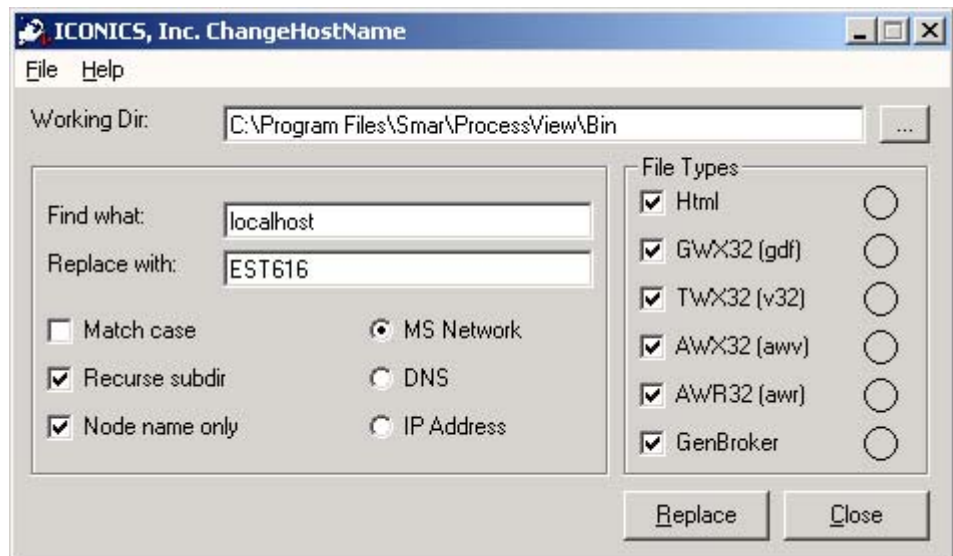 ICONICS, Inc. ChangeHostName
File Help
Working Dir: C:\Program Files\Smar\ProcessView\Bin ...
Find what: localhost
Replace with: EST616
Match case MS Network
Recurse subdir DNS
Node name only IP Address
File Types
Html
GWX32 (gdf)
TWX32 (v32)
AWX32 (awv)
AWR32 (awr)
GenBroker
Replace Close